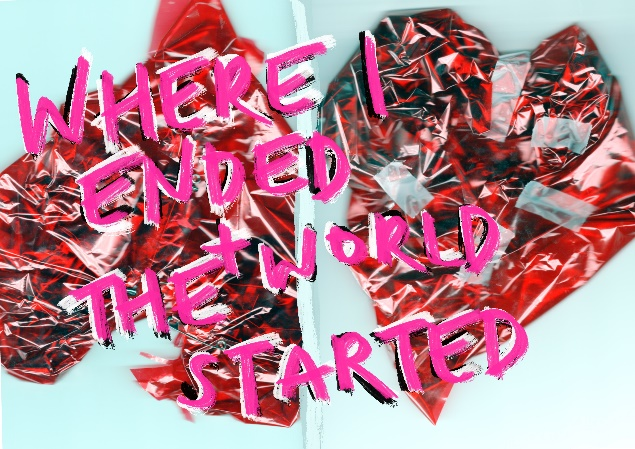 WHERE I
ENDED
+
THE WORLD
STARTED